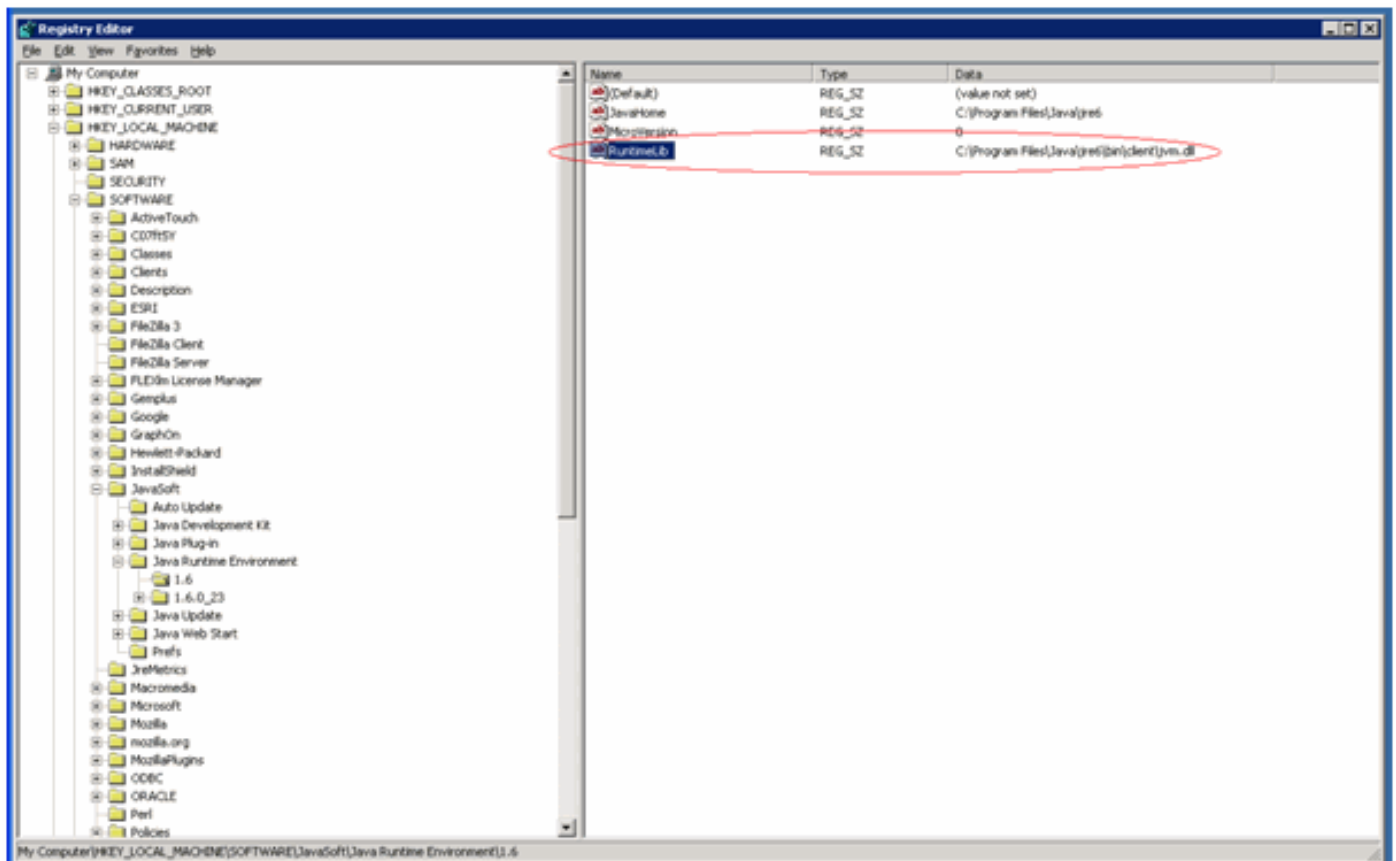 Registry Editor
File Edit View Favorites Help
My Computer
HKEY_CLASSES_ROOT
HKEY_CURRENT_USER
HKEY_LOCAL_MACHINE
HARDWARE
SAM
SECURITY
SOFTWARE
ActiveTouch
Classes
Clients
Description
ESRI
FileZilla 3
FileZilla Client
FileZilla Server
FLEXlm License Manager
Gemplus
Google
GraphOn
Hewlett-Packard
InstallShield
JavaSoft
Auto Update
Java Development Kit
Java Plug-in
Java Runtime Environment
1.6
1.6.0_23
Java Update
Java Web Start
Prefs
JreMetrics
Macromedia
Microsoft
Mozilla
mozilla.org
MozillaPlugins
ODBC
ORACLE
Perl
Policies
Name Type Data
(Default) REG_SZ (value not set)
JavaHome REG_SZ C:\Program Files\Java\jre6
MicroVersion REG_SZ 0
RuntimeLib REG_SZ C:\Program Files\Java\jre6\bin\client\jvm.dll
My Computer\HKEY_LOCAL_MACHINE\SOFTWARE\JavaSoft\Java Runtime Environment\1.6